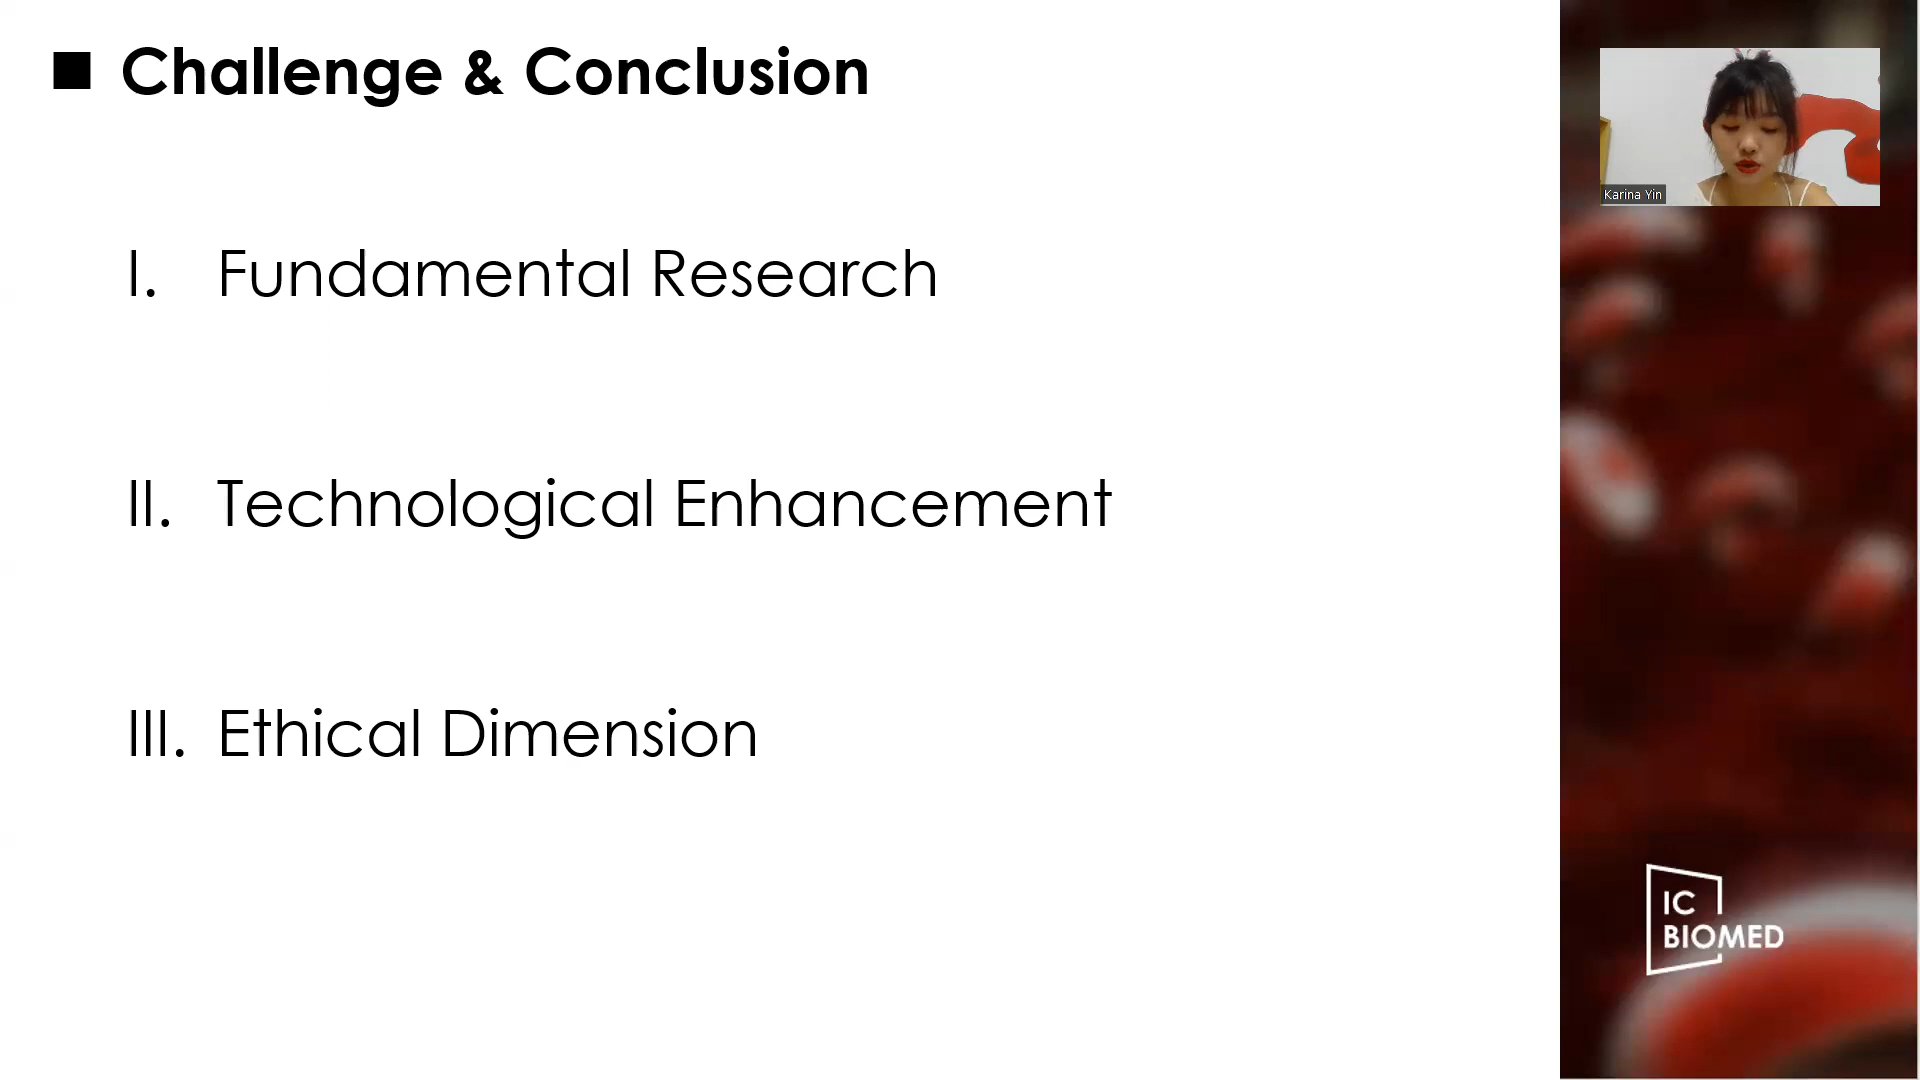 Challenge & Conclusion
Karina Yin
I. Fundamental Research
II. Technological Enhancement
III. Ethical Dimension
IC
BIOMED